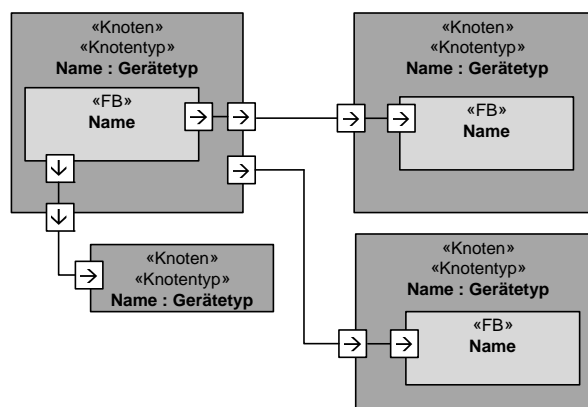 «Knoten»
«Knotentyp»
Name : Gerätetyp
«FB»
Name
«Knoten»
«Knotentyp»
Name : Gerätetyp
«FB»
Name
«Knoten»
«Knotentyp»
Name : Gerätetyp
«Knoten»
«Knotentyp»
Name : Gerätetyp
«FB»
Name